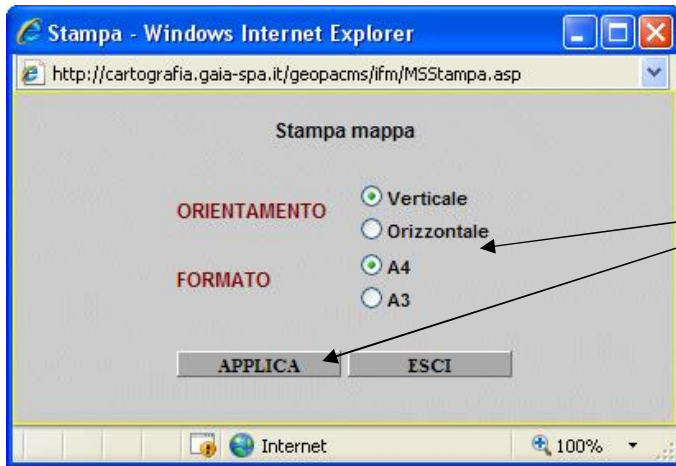 Stampa - Windows Internet Explorer
http://cartografia.gaia-spa.it/geopacms/ifm/MSStampa.asp
Stampa mappa
ORIENTAMENTO
Verticale
Orizzontale
FORMATO
A4
A3
APPLICA ESCI
Internet 100%